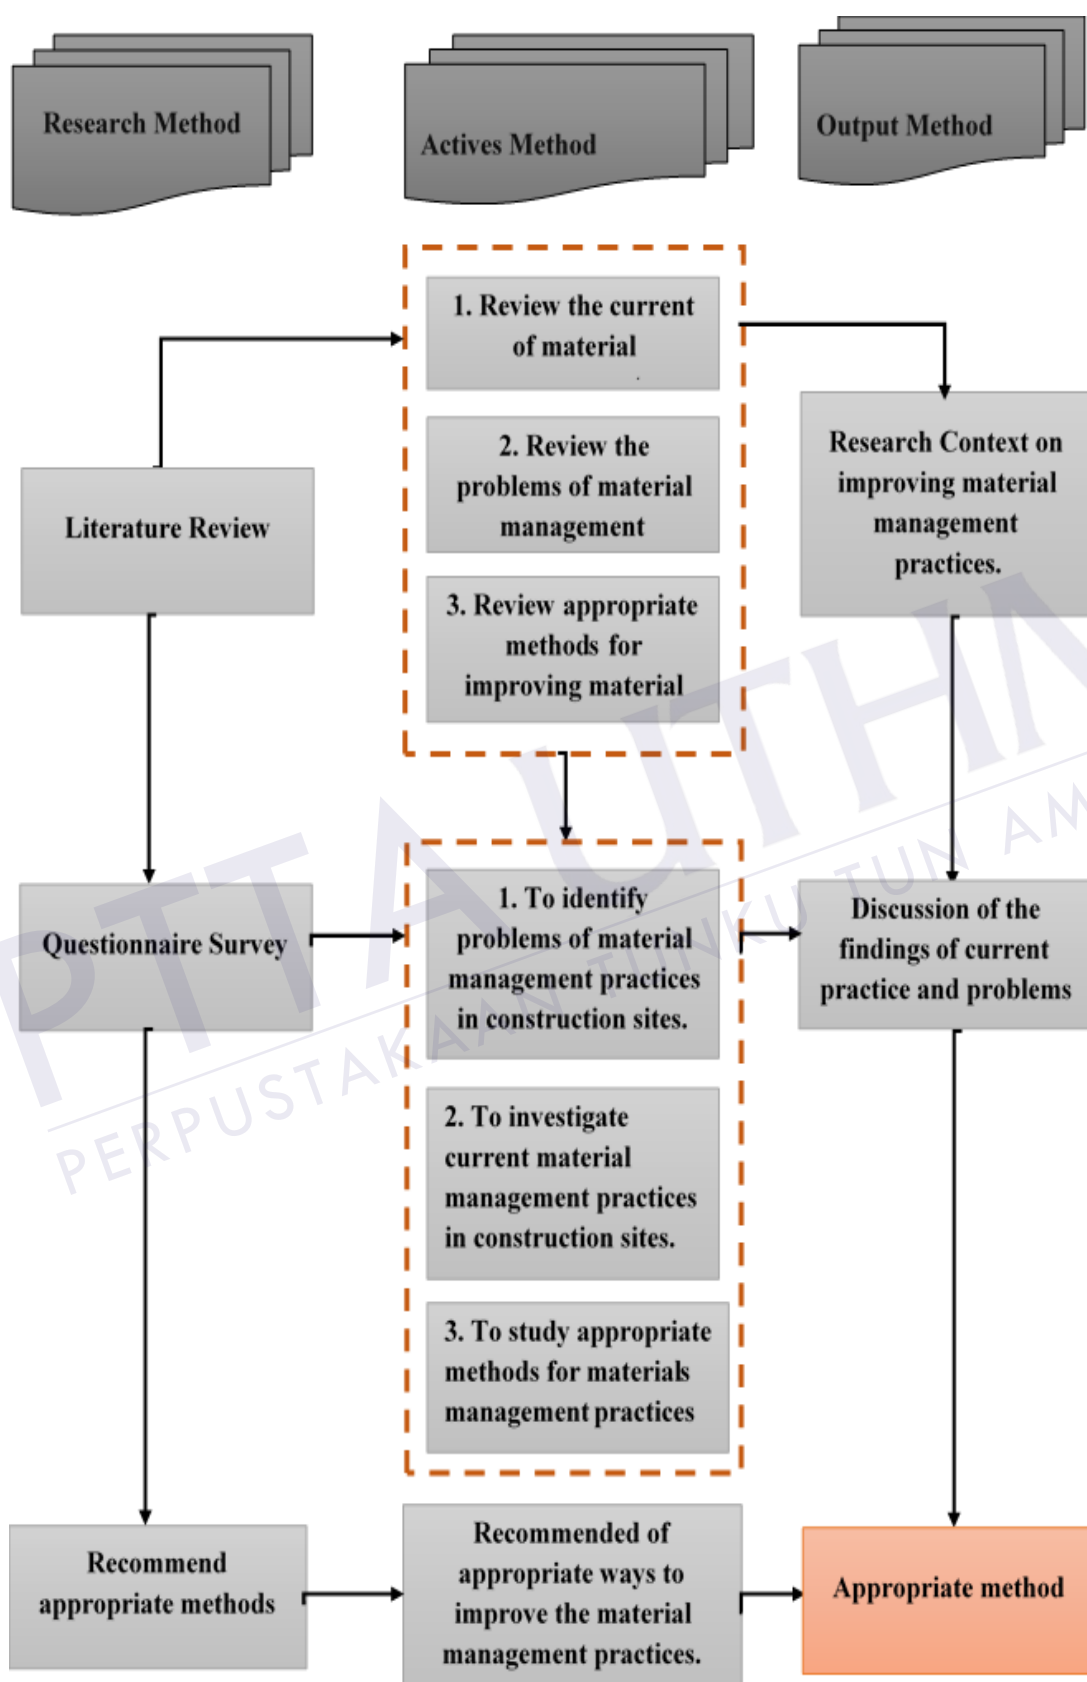 Research Method
Actives Method
Output Method
1. Review the current
of material
2. Review the
problems of material
management
3. Review appropriate
methods for
improving material
Literature Review
Research Context on
improving material
management
practices.
Questionnaire Survey
1. To identify
problems of material
management practices
in construction sites.
2. To investigate
current material
management practices
in construction sites.
3. To study appropriate
methods for materials
management practices
Discussion of the
findings of current
practice and problems
Recommend
appropriate methods
Recommended of
appropriate ways to
improve the material
management practices.
Appropriate method
PTTA UTHM
PERPUSTAKAAN TUNKU TUN AM